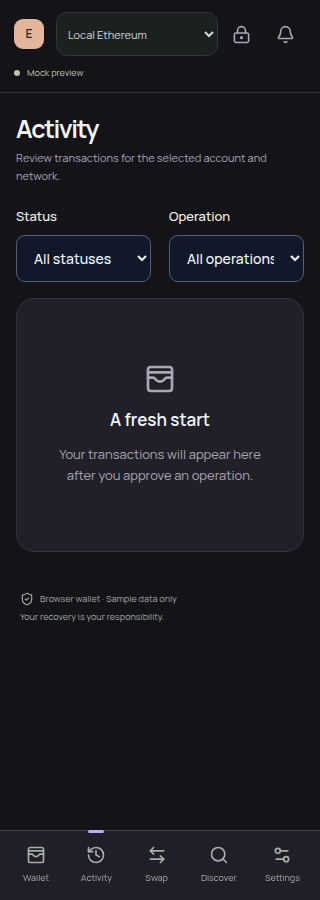 E
Local Ethereum
Mock preview
Activity
Review transactions for the selected account and
network.
Status
Operation
All statuses
All operations
A fresh start
Your transactions will appear here
after you approve an operation.
Browser wallet · Sample data only
Your recovery is your responsibility.
Wallet
Activity
Swap
Discover
Settings